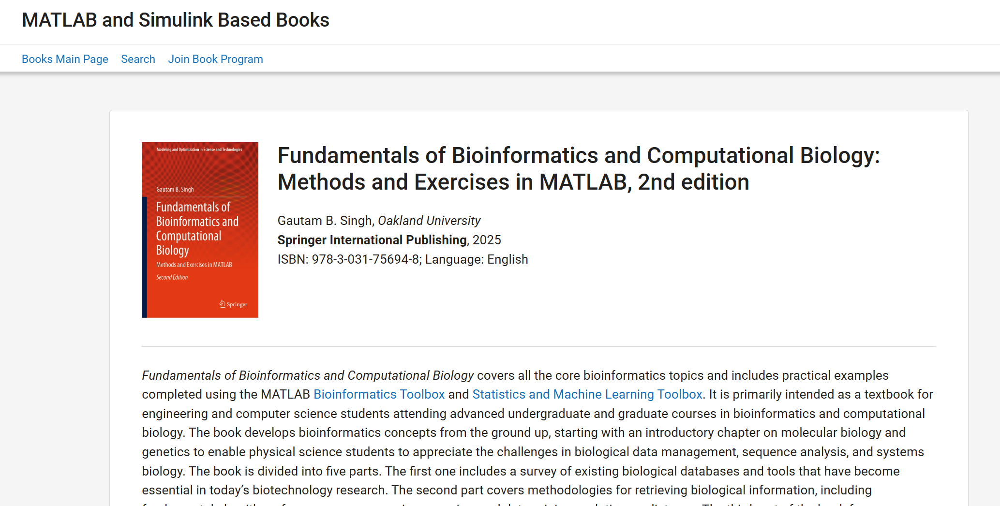 MATLAB and Simulink Based Books
Books Main Page Search Join Book Program
Modeling and Optimization in Science and Technologies
Gautam B. Singh
Fundamentals of
Bioinformatics and
Computational
Biology
Methods and Exercises in MATLAB
Second Edition
Springer
Fundamentals of Bioinformatics and Computational Biology:
Methods and Exercises in MATLAB, 2nd edition
Gautam B. Singh, Oakland University
Springer International Publishing, 2025
ISBN: 978-3-031-75694-8; Language: English
Fundamentals of Bioinformatics and Computational Biology covers all the core bioinformatics topics and includes practical examples
completed using the MATLAB Bioinformatics Toolbox and Statistics and Machine Learning Toolbox. It is primarily intended as a textbook for
engineering and computer science students attending advanced undergraduate and graduate courses in bioinformatics and computational
biology. The book develops bioinformatics concepts from the ground up, starting with an introductory chapter on molecular biology and
genetics to enable physical science students to appreciate the challenges in biological data management, sequence analysis, and systems
biology. The book is divided into five parts. The first one includes a survey of existing biological databases and tools that have become
essential in today’s biotechnology research. The second part covers methodologies for retrieving biological information, including